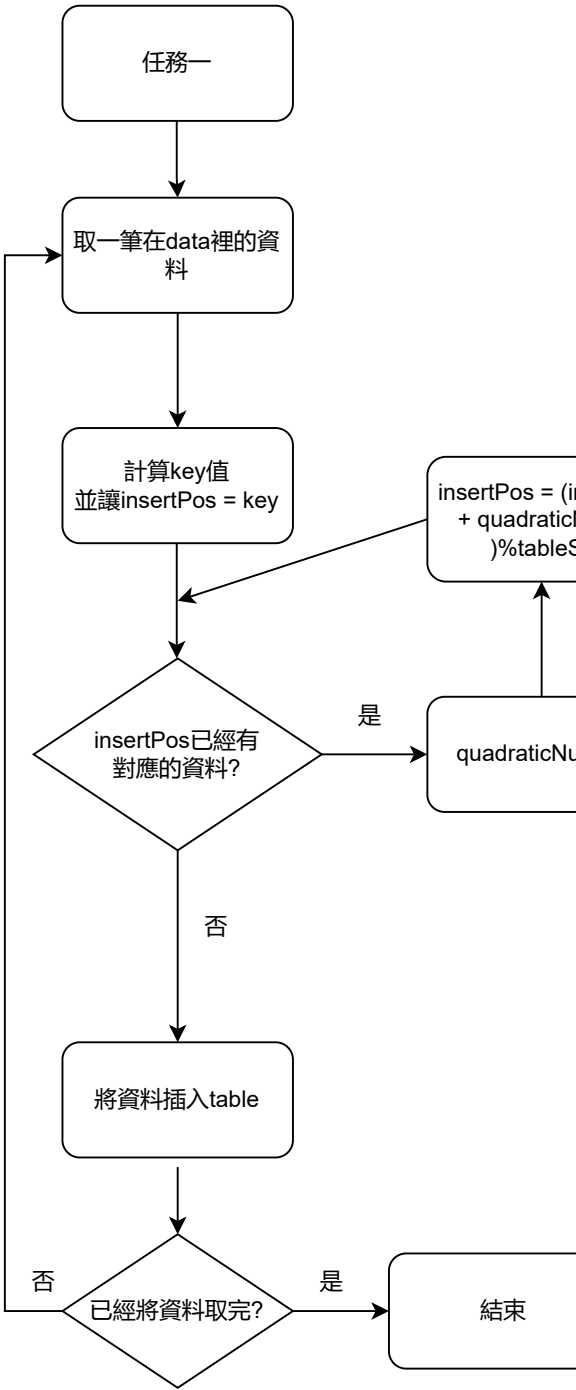 任務一
取一筆在data裡的資
料
計算key值
並讓insertPos = key
insertPos = (
+
)%
insertPos已經有
對應的資料?
是
否
將資料插入table
已經將資料取完?
否
是
結束